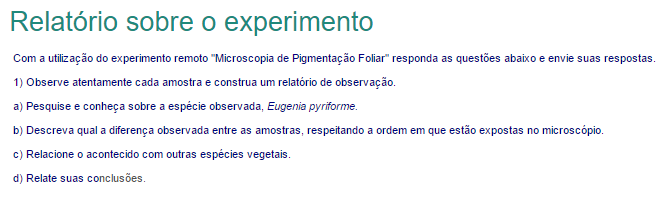 Relatório sobre o experimento
Com a utilização do experimento remoto "Microscopia de Pigmentação Foliar" responda as questões abaixo e envie suas respostas.
1) Observe atentamente cada amostra e construa um relatório de observação.
a) Pesquise e conheça sobre a espécie observada, Eugenia pyriforme.
b) Descreva qual a diferença observada entre as amostras, respeitando a ordem em que estão expostas no microscópio.
c) Relacione o acontecido com outras espécies vegetais.
d) Relate suas conclusões.